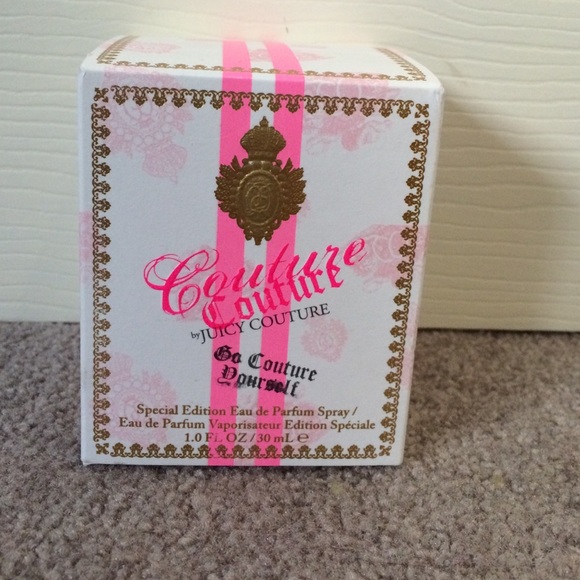 Couture
Couture
by JUICY COUTURE
Go Couture
Yourself
Special Edition Eau de Parfum Spray /
Eau de Parfum Vaporisateur Edition Spéciale
1.0 FL OZ / 30 mL ℮